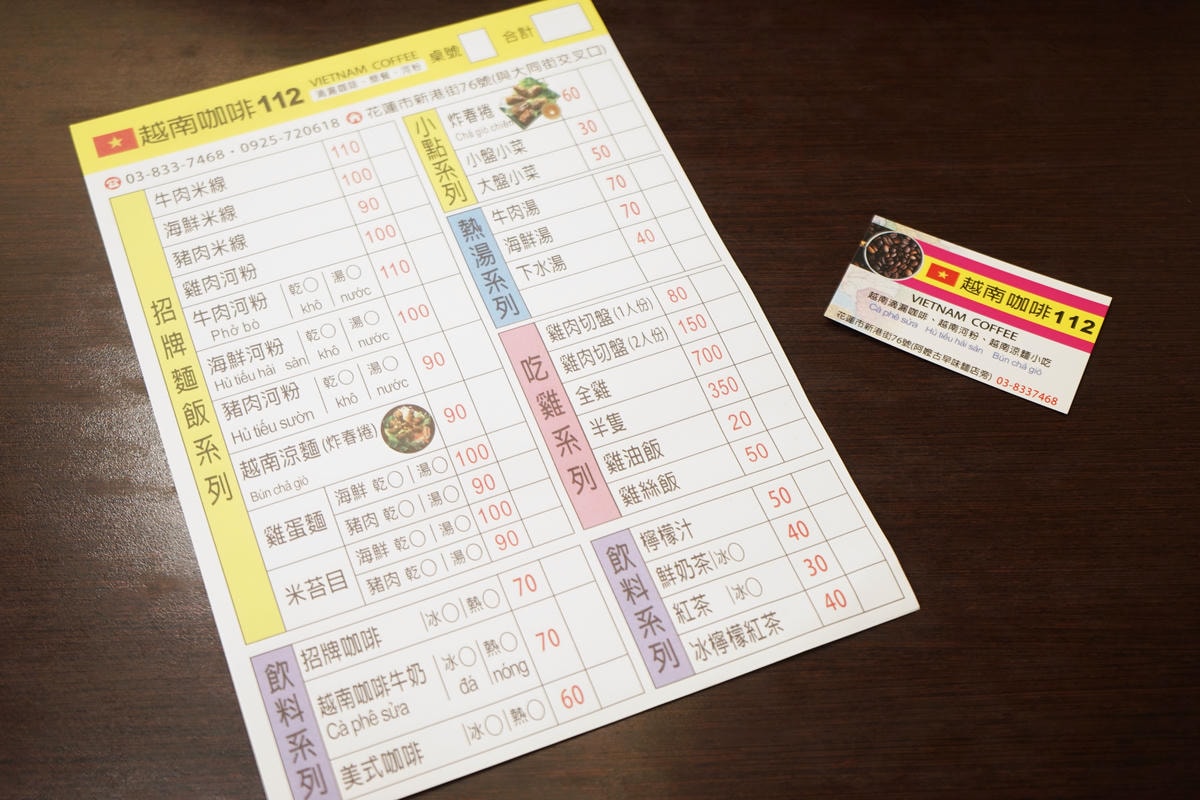 越南咖啡112 VIETNAM COFFEE 桌號 合計
滴漏咖啡、簡餐、河粉
03-833-7468・0925-720618 花蓮市新港街76號(與大同街交叉口)
招牌麵飯系列
牛肉米線 110
海鮮米線 100
豬肉米線 90
雞肉河粉 100
牛肉河粉 乾 湯 110
Phở bò khô nước
海鮮河粉 乾 湯 100
Hủ tiếu hải sản khô nước
豬肉河粉 乾 湯 90
Hủ tiếu sườn khô nước
越南涼麵(炸春捲) 90
Bún chả giò
雞蛋麵 海鮮 乾 湯 100
豬肉 乾 湯 90
米苔目 海鮮 乾 湯 100
豬肉 乾 湯 90
飲料系列
招牌咖啡 冰 熱 70
越南咖啡牛奶 冰 熱 70
Cà phê sữa đá nóng
美式咖啡 冰 熱 60
小點系列
炸春捲 60
Chả giò chiên
小盤小菜 30
大盤小菜 50
熱湯系列
牛肉湯 70
海鮮湯 70
下水湯 40
吃雞系列
雞肉切盤(1人份) 80
雞肉切盤(2人份) 150
全雞 700
半隻 350
雞油飯 20
雞絲飯 50
飲料系列
檸檬汁 50
鮮奶茶 冰 40
紅茶 冰 30
冰檸檬紅茶 40
越南咖啡112
VIETNAM COFFEE
越南滴漏咖啡、越南河粉、越南涼麵小吃
Cà phê sữa Hủ tiếu hải sản Bún chả giò
花蓮市新港街76號(阿嬤古早味麵店旁) 03-8337468